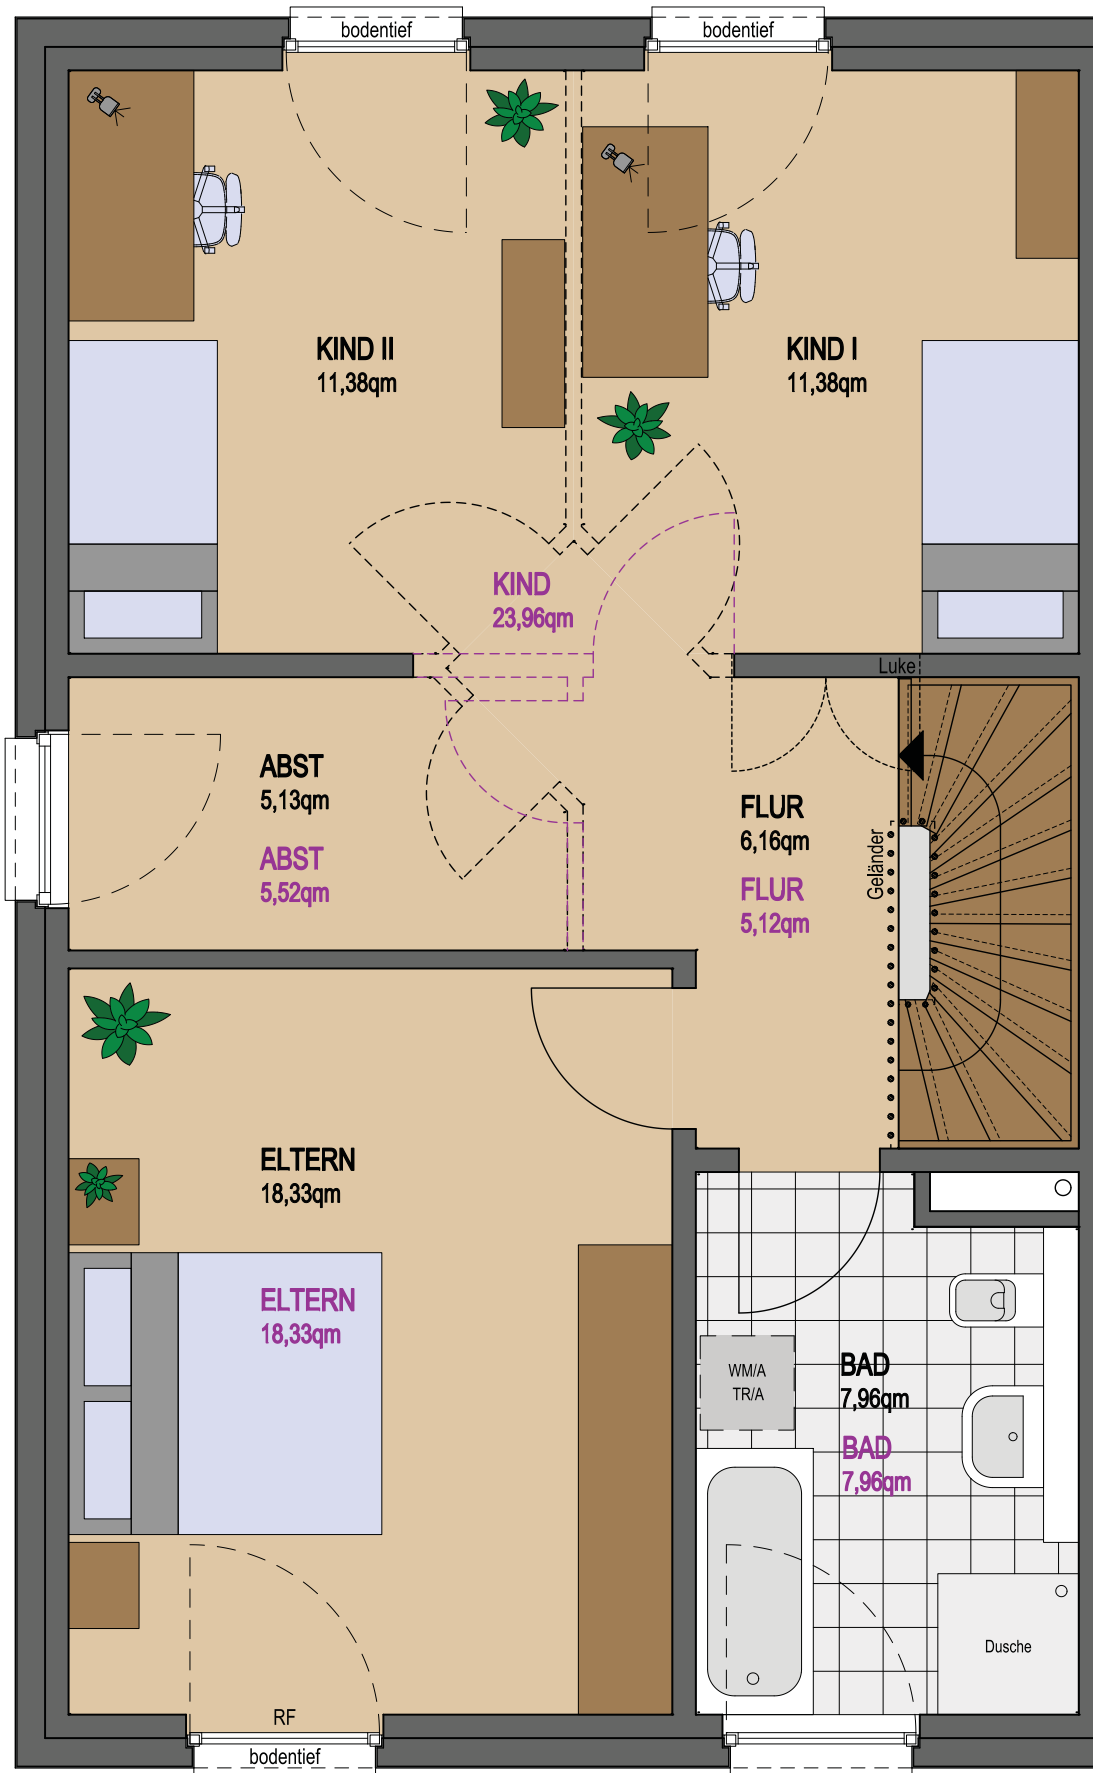 bodentief
bodentief
KIND II
11,38qm
KIND I
11,38qm
KIND
23,96qm
Luke
ABST
5,13qm
ABST
5,52qm
FLUR
6,16qm
FLUR
5,12qm
Geländer
ELTERN
18,33qm
ELTERN
18,33qm
WM/A
TR/A
BAD
7,96qm
BAD
7,96qm
Dusche
RF
bodentief